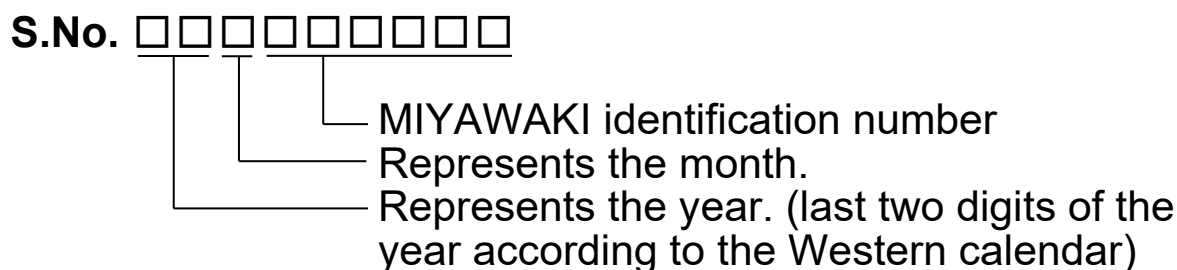 S.No. □□□□□□□□□
MIYAWAKI identification number
Represents the month.
Represents the year. (last two digits of the
year according to the Western calendar)